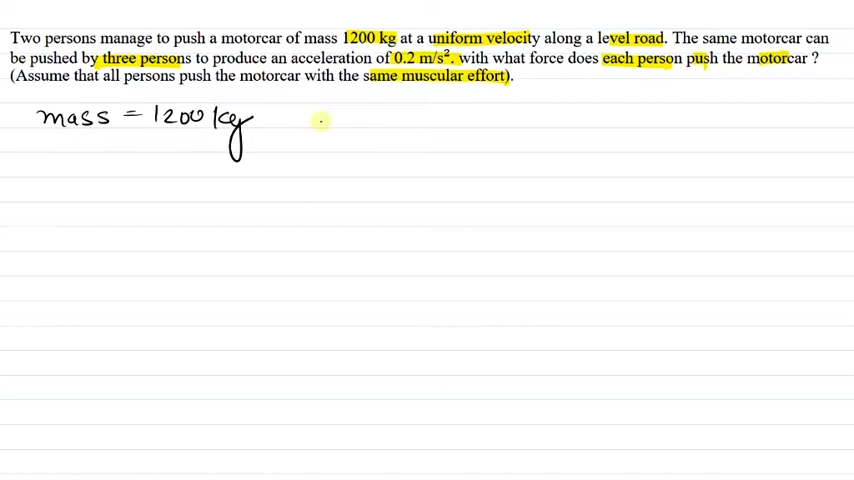 Two persons manage to push a motorcar of mass 1200 kg at a uniform velocity along a level road. The same motorcar can
be pushed by three persons to produce an acceleration of 0.2 m/s². with what force does each person push the motorcar ?
(Assume that all persons push the motorcar with the same muscular effort).
mass = 1200 kg